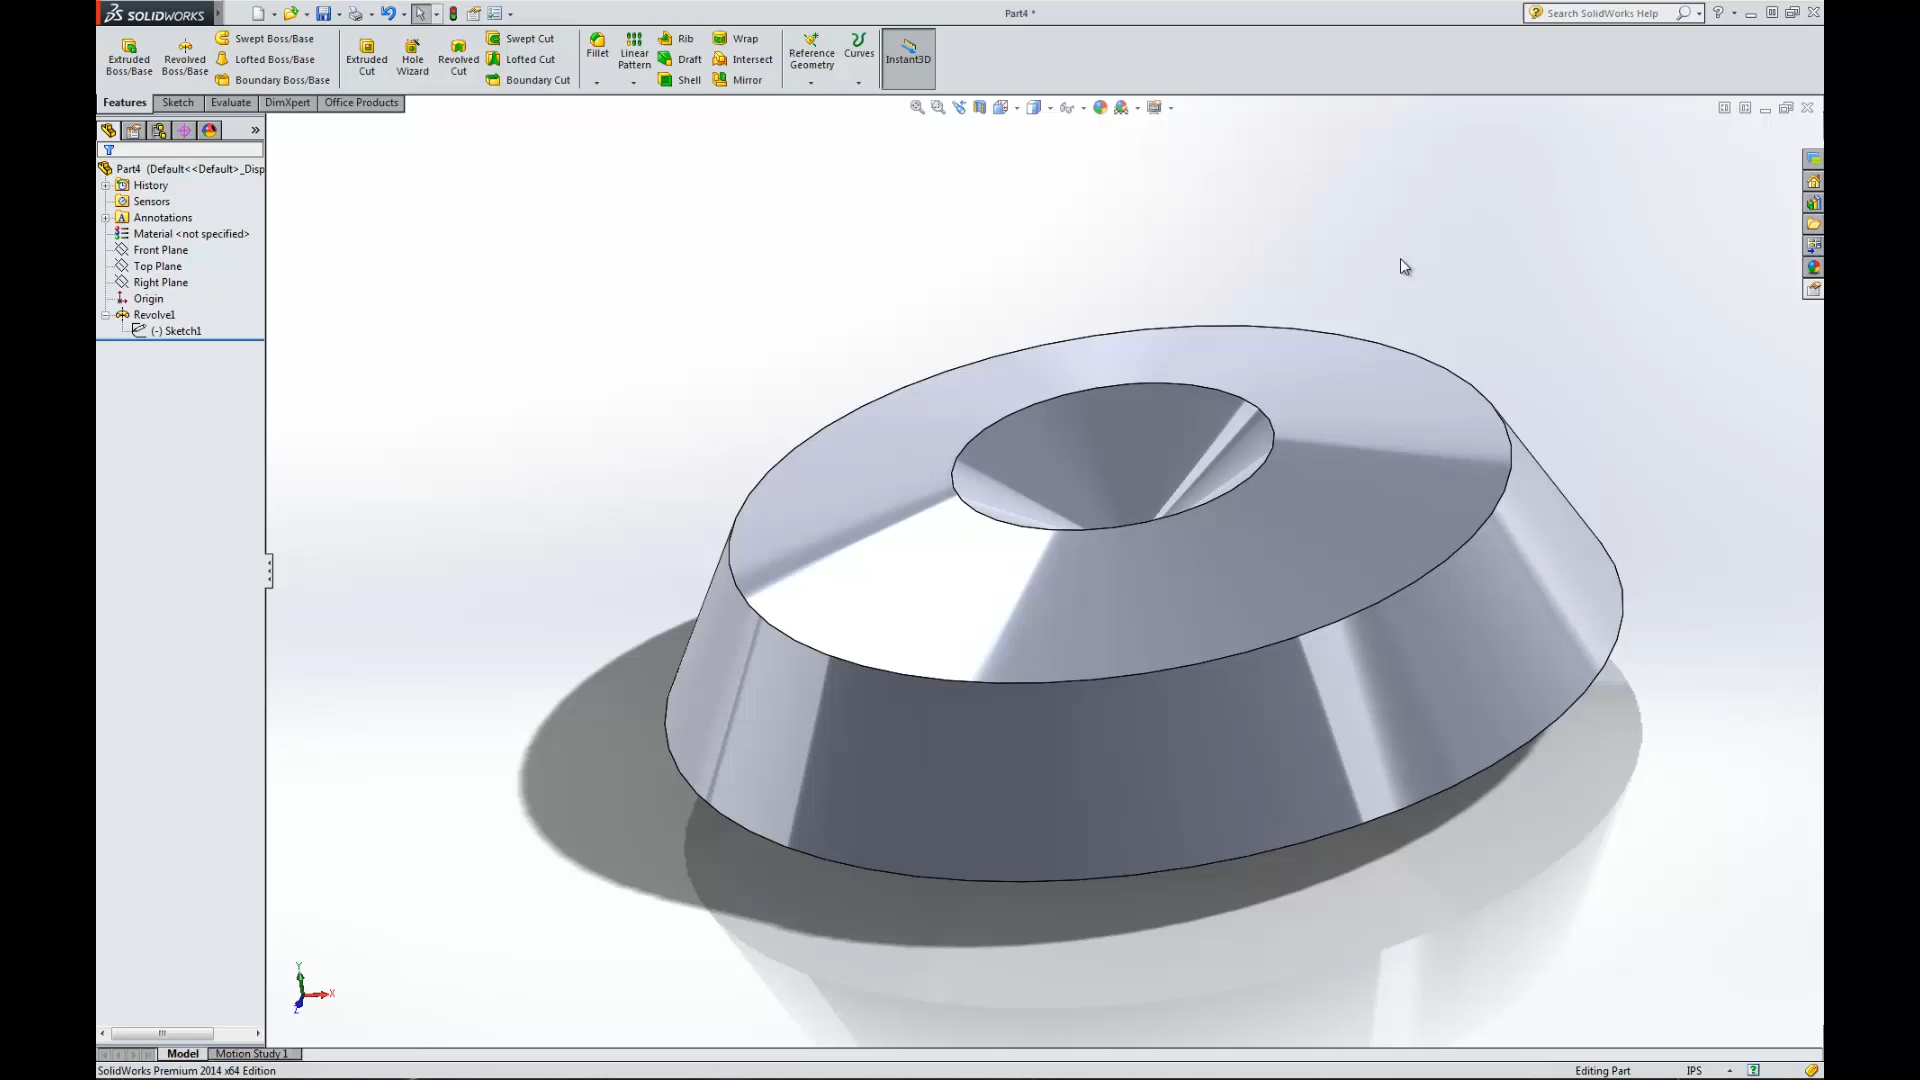 SOLIDWORKS
Part4 *
Search SolidWorks Help
Extruded Boss/Base
Revolved Boss/Base
Swept Boss/Base
Lofted Boss/Base
Boundary Boss/Base
Extruded Cut
Hole Wizard
Revolved Cut
Swept Cut
Lofted Cut
Boundary Cut
Fillet
Linear Pattern
Rib
Draft
Shell
Wrap
Intersect
Mirror
Reference Geometry
Curves
Instant3D
Features
Sketch
Evaluate
DimXpert
Office Products
Part4 (Default<<Default>_Disp
History
Sensors
Annotations
Material <not specified>
Front Plane
Top Plane
Right Plane
Origin
Revolve1
(-) Sketch1
Y
X
Z
Model
Motion Study 1
SolidWorks Premium 2014 x64 Edition
Editing Part
IPS